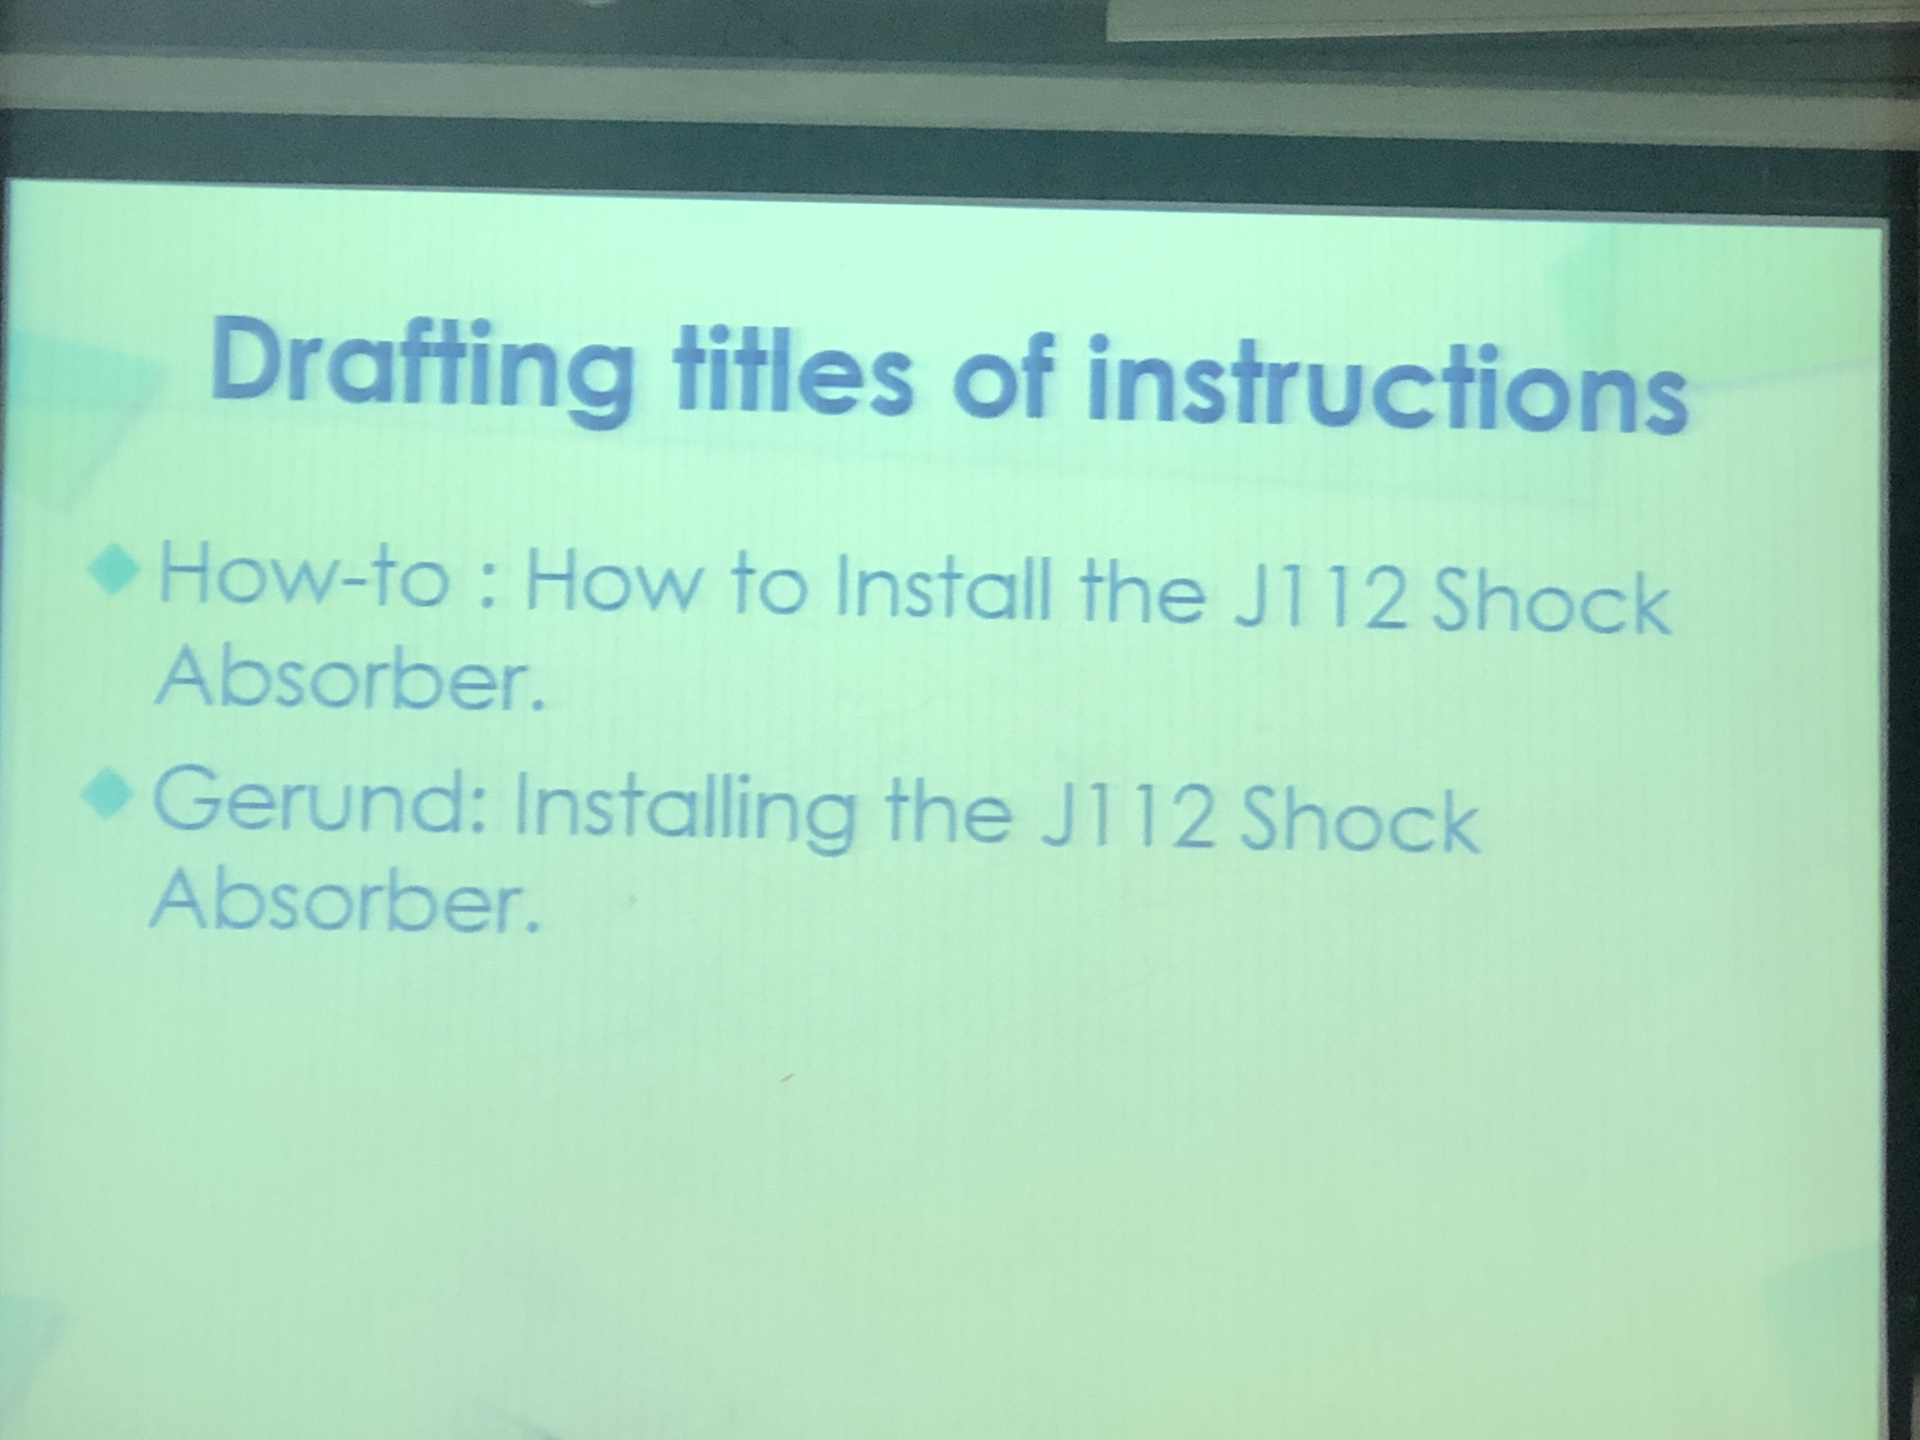 Drafting titles of instructions
How-to : How to Install the J112 Shock
Absorber.
Gerund: Installing the J112 Shock
Absorber.